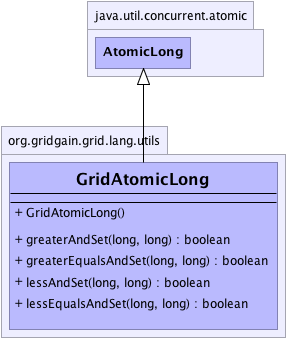 java.util.concurrent.atomic
AtomicLong
org.gridgain.grid.lang.utils
GridAtomicLong
+ GridAtomicLong()
+ greaterAndSet(long, long) : boolean
+ greaterEqualsAndSet(long, long) : boolean
+ lessAndSet(long, long) : boolean
+ lessEqualsAndSet(long, long) : boolean